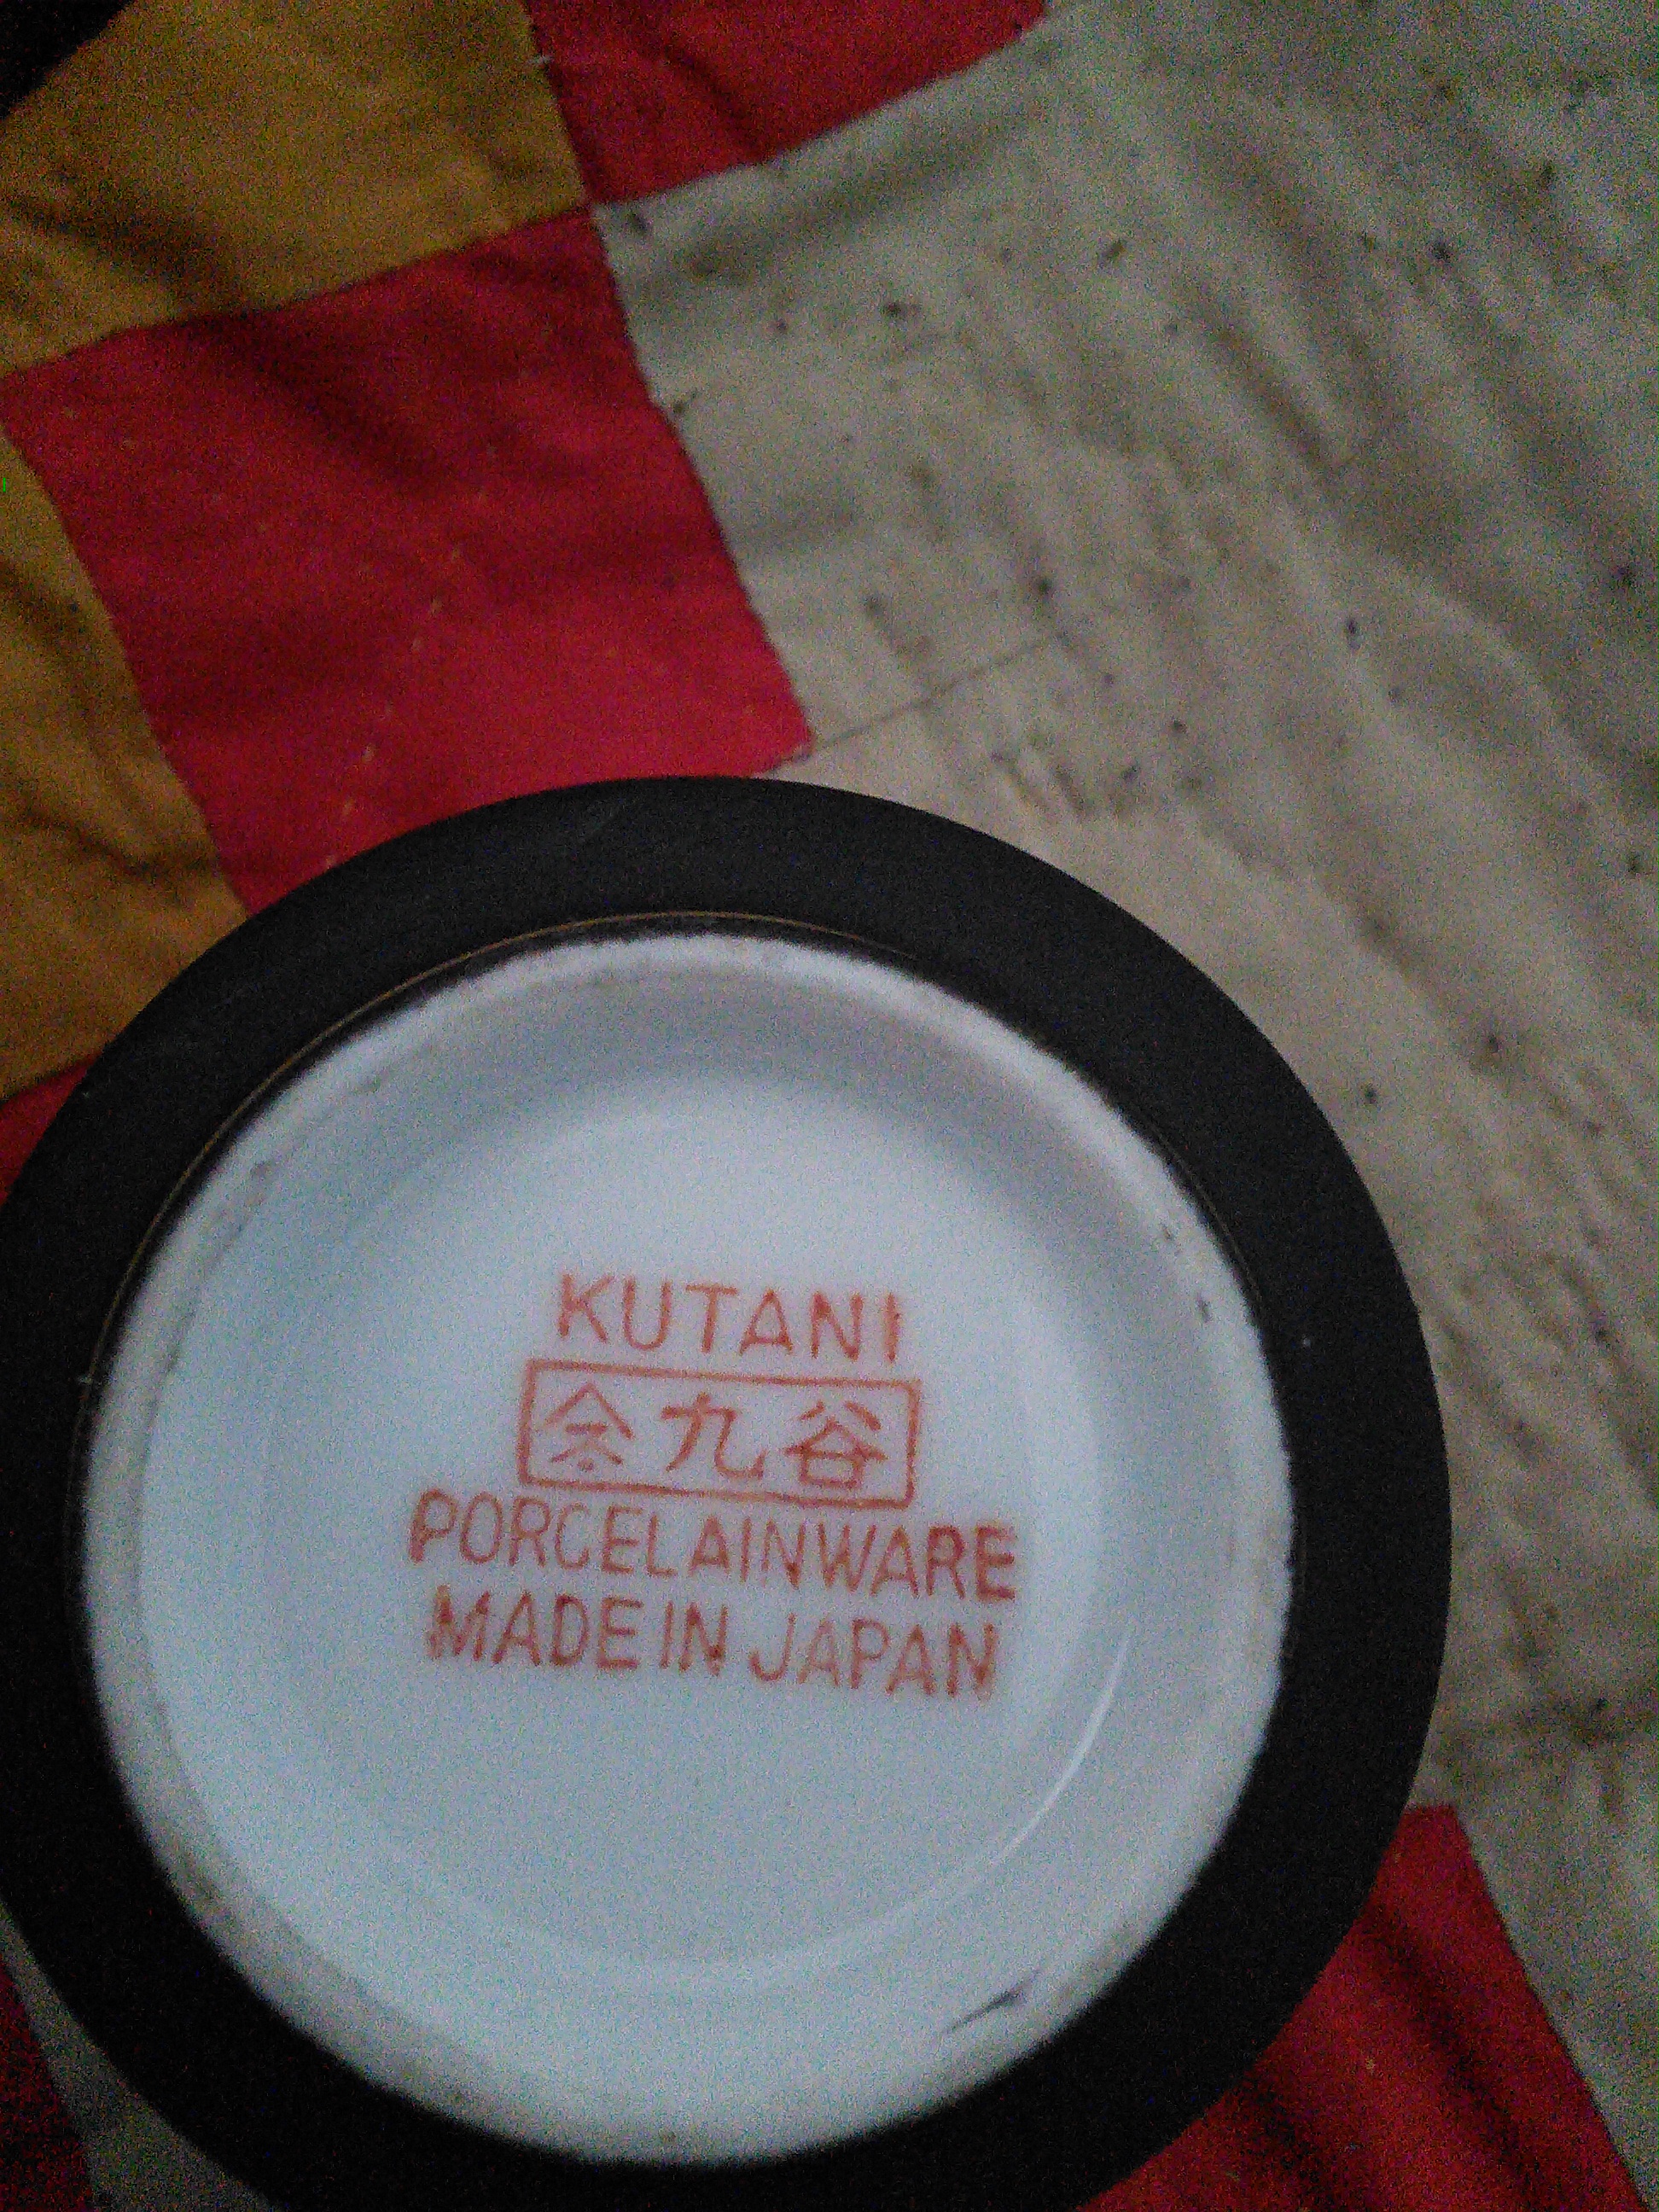 KUTANI
九谷
PORCELAINWARE
MADE IN JAPAN